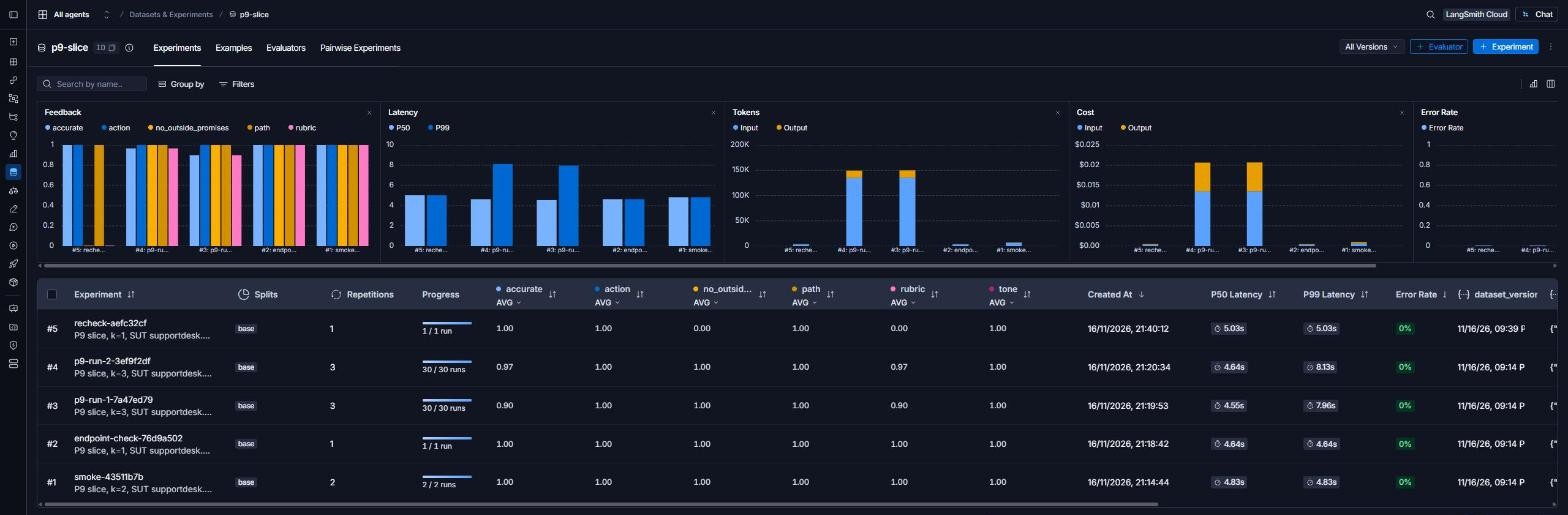 All agents / Datasets & Experiments / p9-slice
LangSmith Cloud Chat
p9-slice ID Experiments Examples Evaluators Pairwise Experiments All Versions + Evaluator + Experiment
Search by name.. Group by Filters
Feedback
accurate action no_outside_promises path rubric
1
0.8
0.6
0.4
0.2
0
#5: reche... #4: p9-ru... #3: p9-ru... #2: endpo... #1: smoke...
Latency
P50 P99
10
8
6
4
2
0
#5: reche... #4: p9-ru... #3: p9-ru... #2: endpo... #1: smoke...
Tokens
Input Output
200K
150K
100K
50K
0
#5: reche... #4: p9-ru... #3: p9-ru... #2: endpo... #1: smoke...
Cost
Input Output
$0.025
$0.02
$0.015
$0.01
$0.005
$0.00
#5: reche... #4: p9-ru... #3: p9-ru... #2: endpo... #1: smoke...
Error Rate
Error Rate
1
0.8
0.6
0.4
0.2
0
#5: reche... #4: p9-ru...
Experiment Splits Repetitions Progress accurate AVG action AVG no_outsid... AVG path AVG rubric AVG tone AVG Created At P50 Latency P99 Latency Error Rate {··} dataset_version
#5 recheck-aefc32cf base 1 1 / 1 run 1.00 1.00 0.00 1.00 0.00 1.00 16/11/2026, 21:40:12 5.03s 5.03s 0% 11/16/2026, 09:39 P {"
P9 slice, k=1, SUT supportdesk....
#4 p9-run-2-3ef9f2df base 3 30 / 30 runs 0.97 1.00 1.00 1.00 0.97 1.00 16/11/2026, 21:20:34 4.64s 8.13s 0% 11/16/2026, 09:14 P {"
P9 slice, k=3, SUT supportdesk....
#3 p9-run-1-7a47ed79 base 3 30 / 30 runs 0.90 1.00 1.00 1.00 0.90 1.00 16/11/2026, 21:19:53 4.55s 7.96s 0% 11/16/2026, 09:14 P {"
P9 slice, k=3, SUT supportdesk....
#2 endpoint-check-76d9a502 base 1 1 / 1 run 1.00 1.00 1.00 1.00 1.00 1.00 16/11/2026, 21:18:42 4.64s 4.64s 0% 11/16/2026, 09:14 P {"
P9 slice, k=1, SUT supportdesk....
#1 smoke-43511b7b base 2 2 / 2 runs 1.00 1.00 1.00 1.00 1.00 1.00 16/11/2026, 21:14:44 4.83s 4.83s 0% 11/16/2026, 09:14 P {"
P9 slice, k=2, SUT supportdesk....